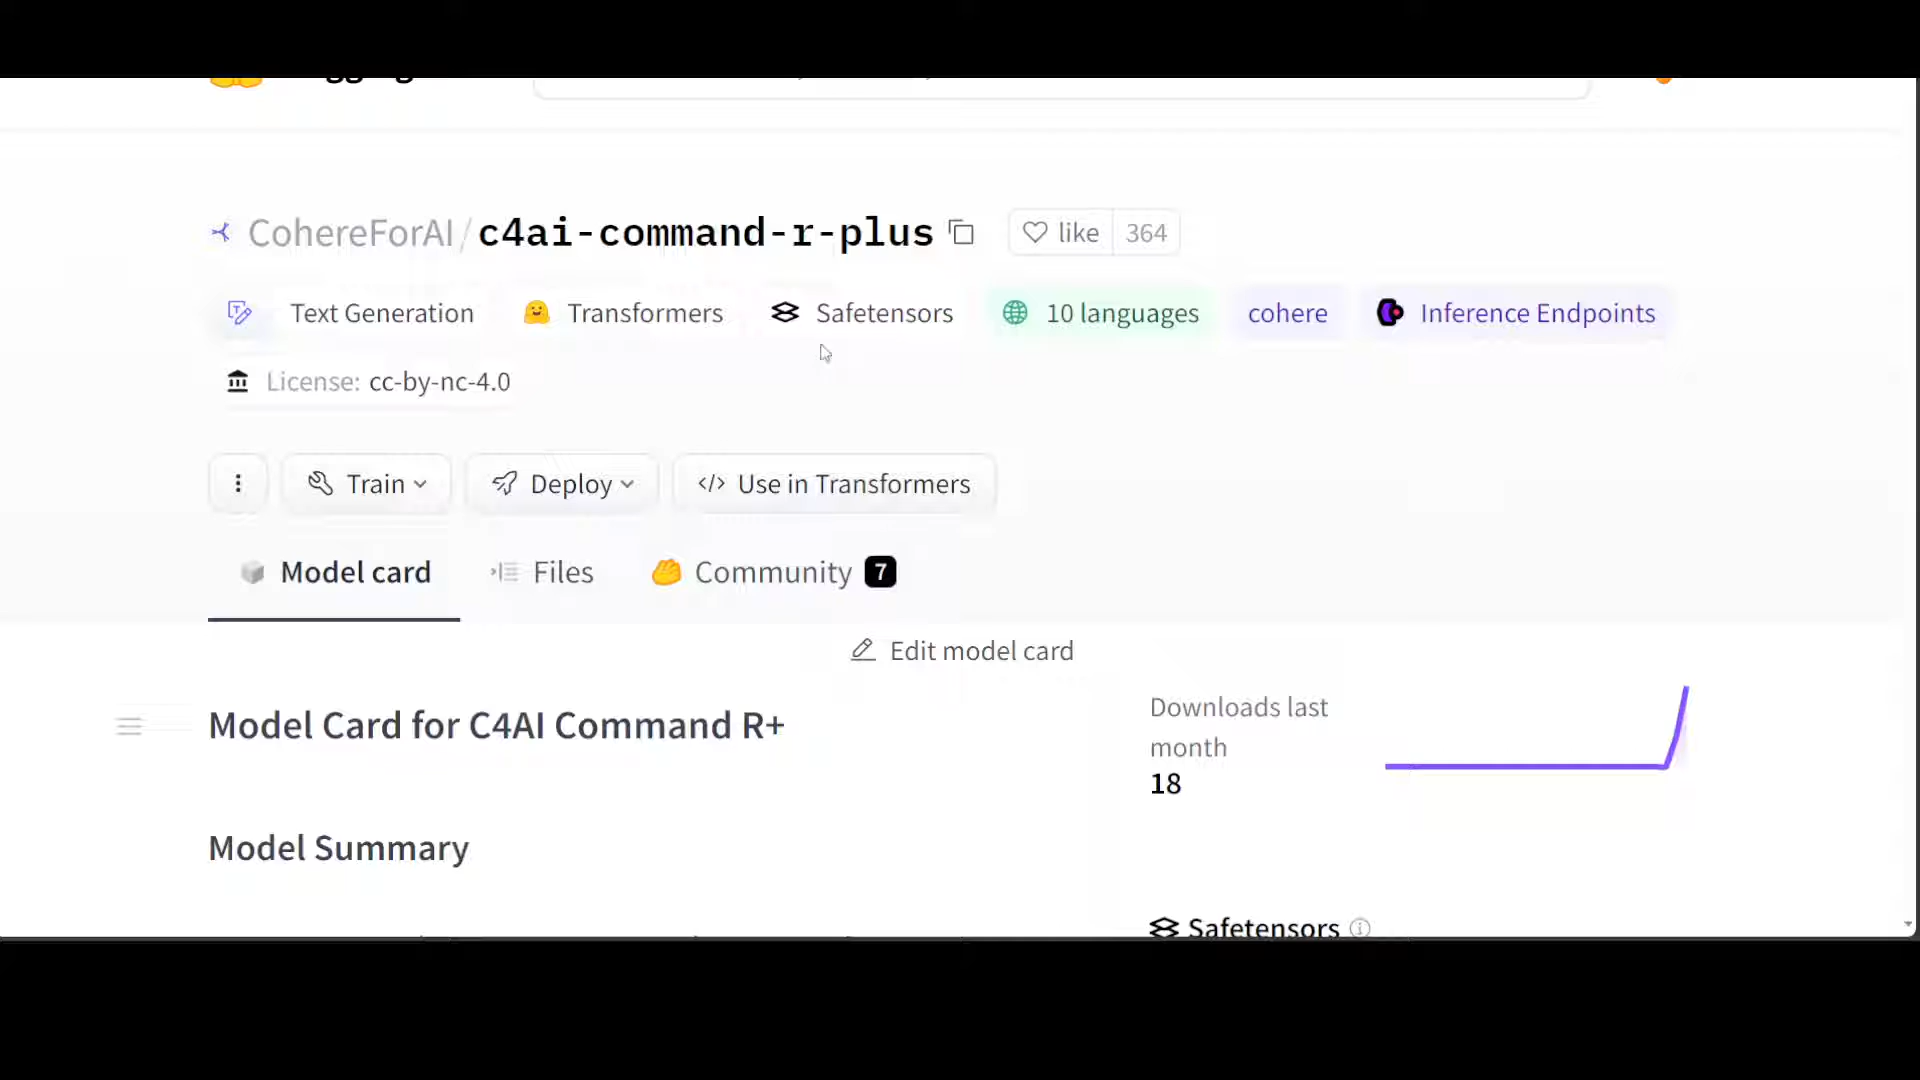 CohereForAI/c4ai-command-r-plus like 364
Text Generation Transformers Safetensors 10 languages cohere Inference Endpoints
License: cc-by-nc-4.0
Train Deploy </> Use in Transformers
Model card Files Community 7
Edit model card
Model Card for C4AI Command R+
Downloads last
month
18
Model Summary
Safetensors